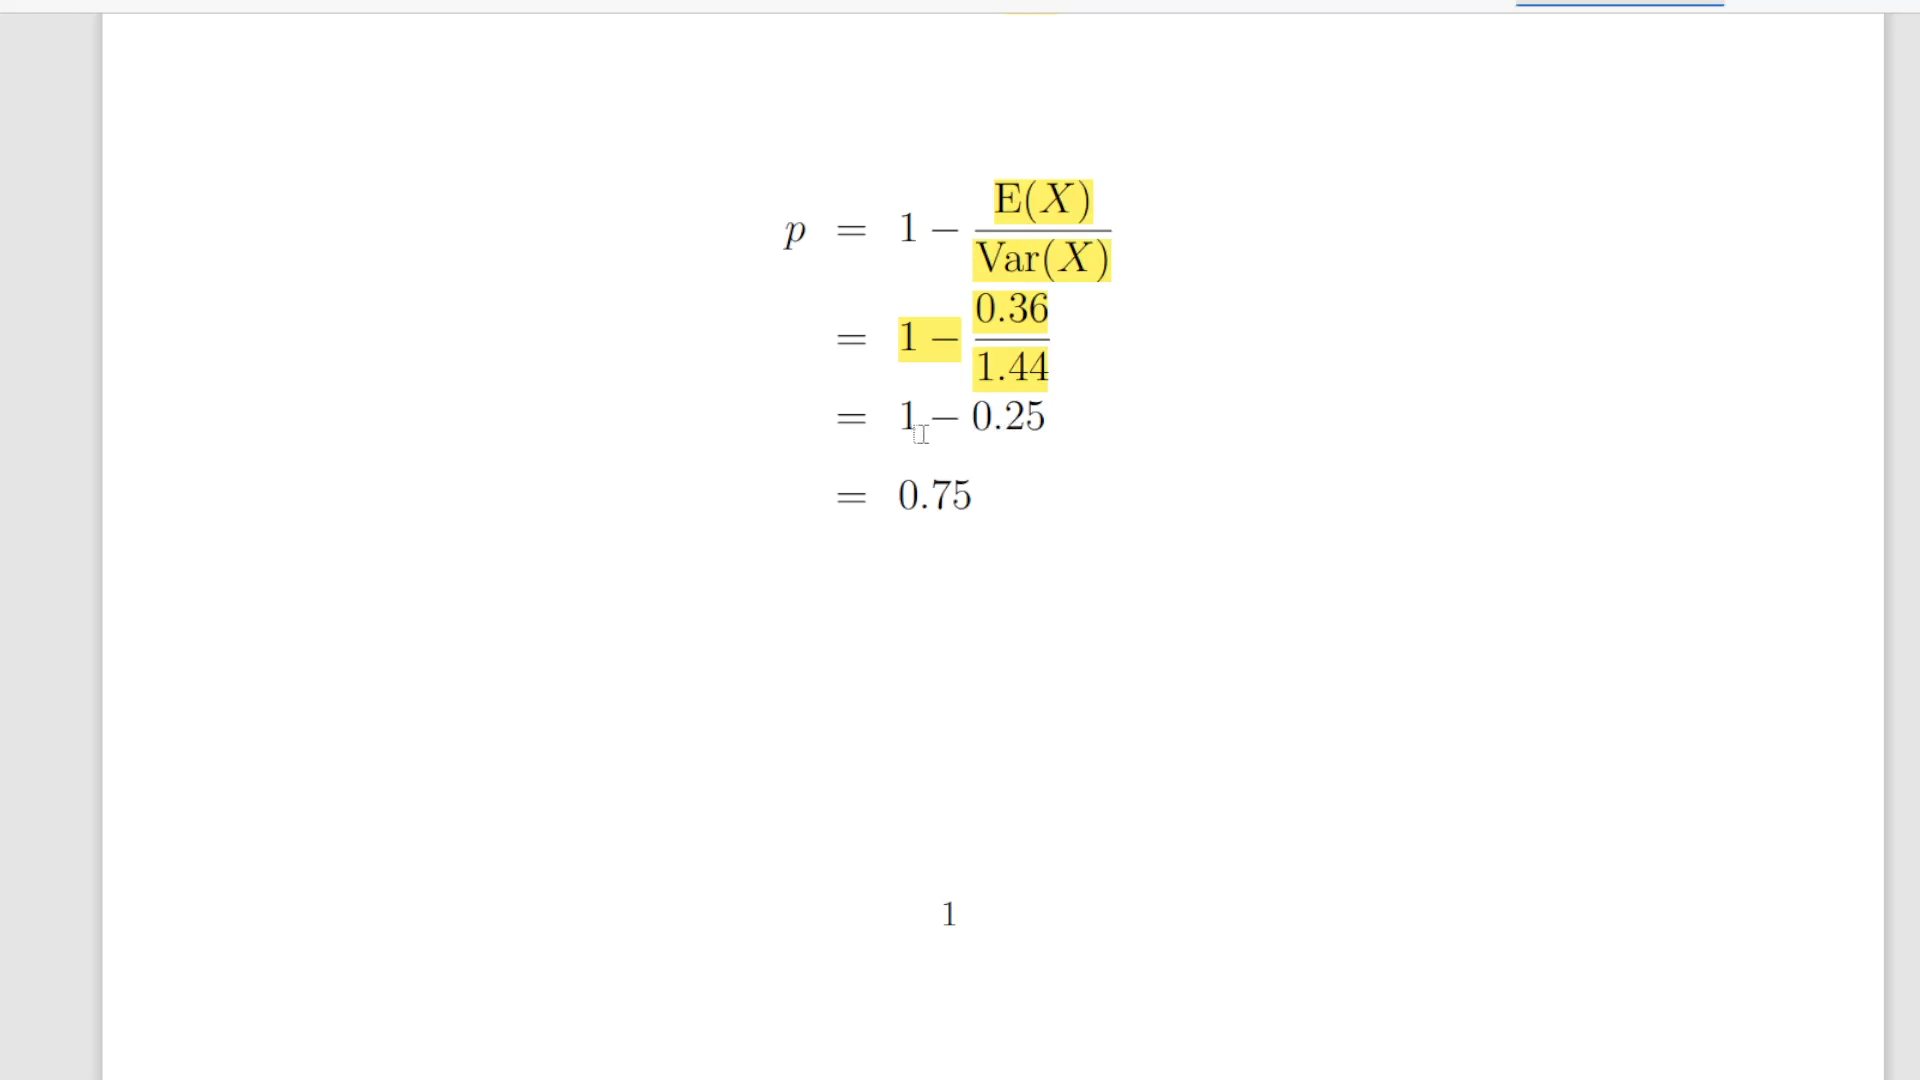 p = 1 − E(X)/Var(X)
= 1 − 0.36/1.44
= 1 − 0.25
= 0.75
1